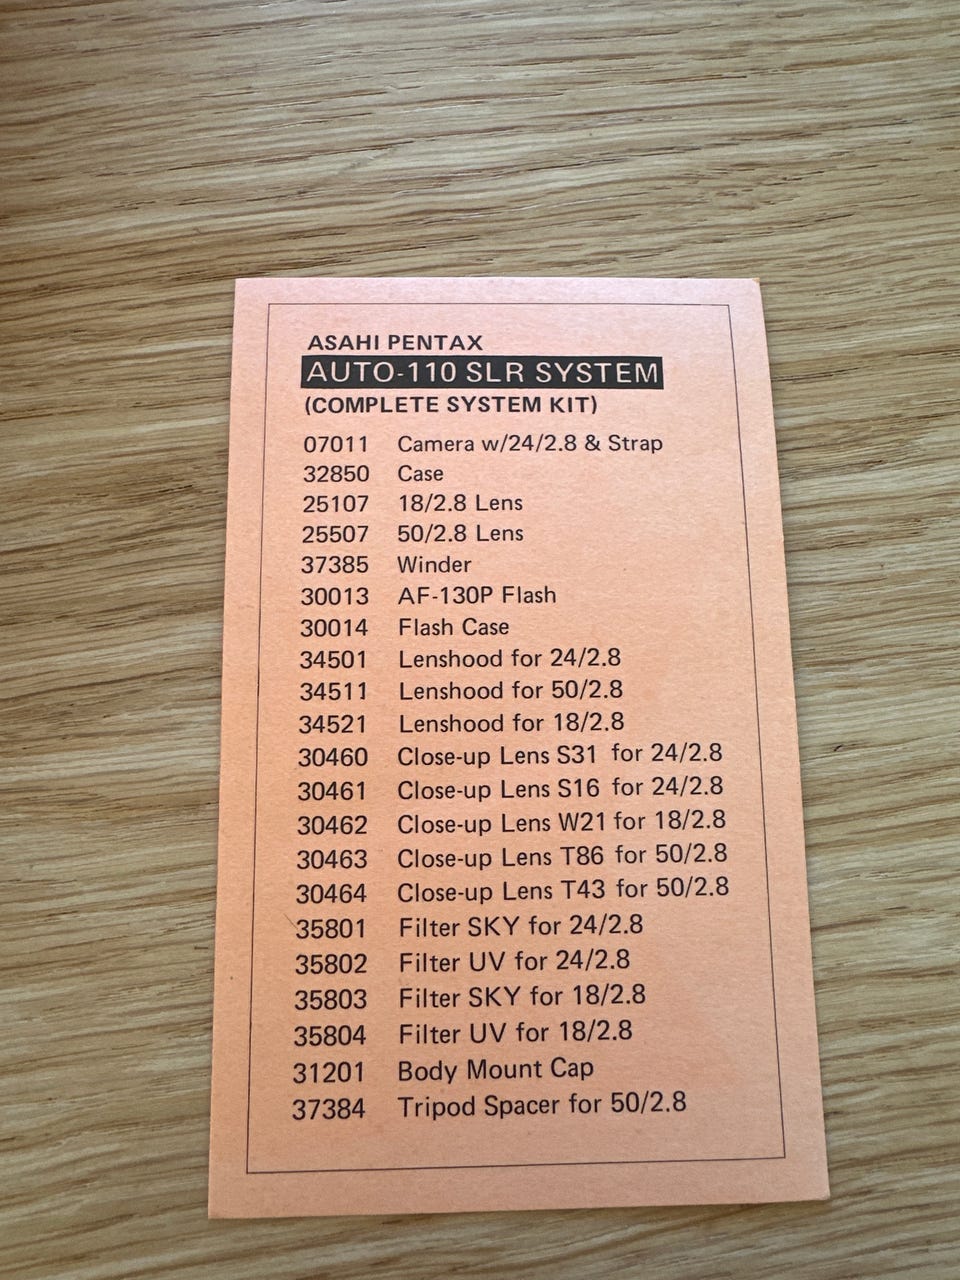 ASAHI PENTAX
AUTO-110 SLR SYSTEM
(COMPLETE SYSTEM KIT)
07011 Camera w/24/2.8 & Strap
32850 Case
25107 18/2.8 Lens
25507 50/2.8 Lens
37385 Winder
30013 AF-130P Flash
30014 Flash Case
34501 Lenshood for 24/2.8
34511 Lenshood for 50/2.8
34521 Lenshood for 18/2.8
30460 Close-up Lens S31 for 24/2.8
30461 Close-up Lens S16 for 24/2.8
30462 Close-up Lens W21 for 18/2.8
30463 Close-up Lens T86 for 50/2.8
30464 Close-up Lens T43 for 50/2.8
35801 Filter SKY for 24/2.8
35802 Filter UV for 24/2.8
35803 Filter SKY for 18/2.8
35804 Filter UV for 18/2.8
31201 Body Mount Cap
37384 Tripod Spacer for 50/2.8